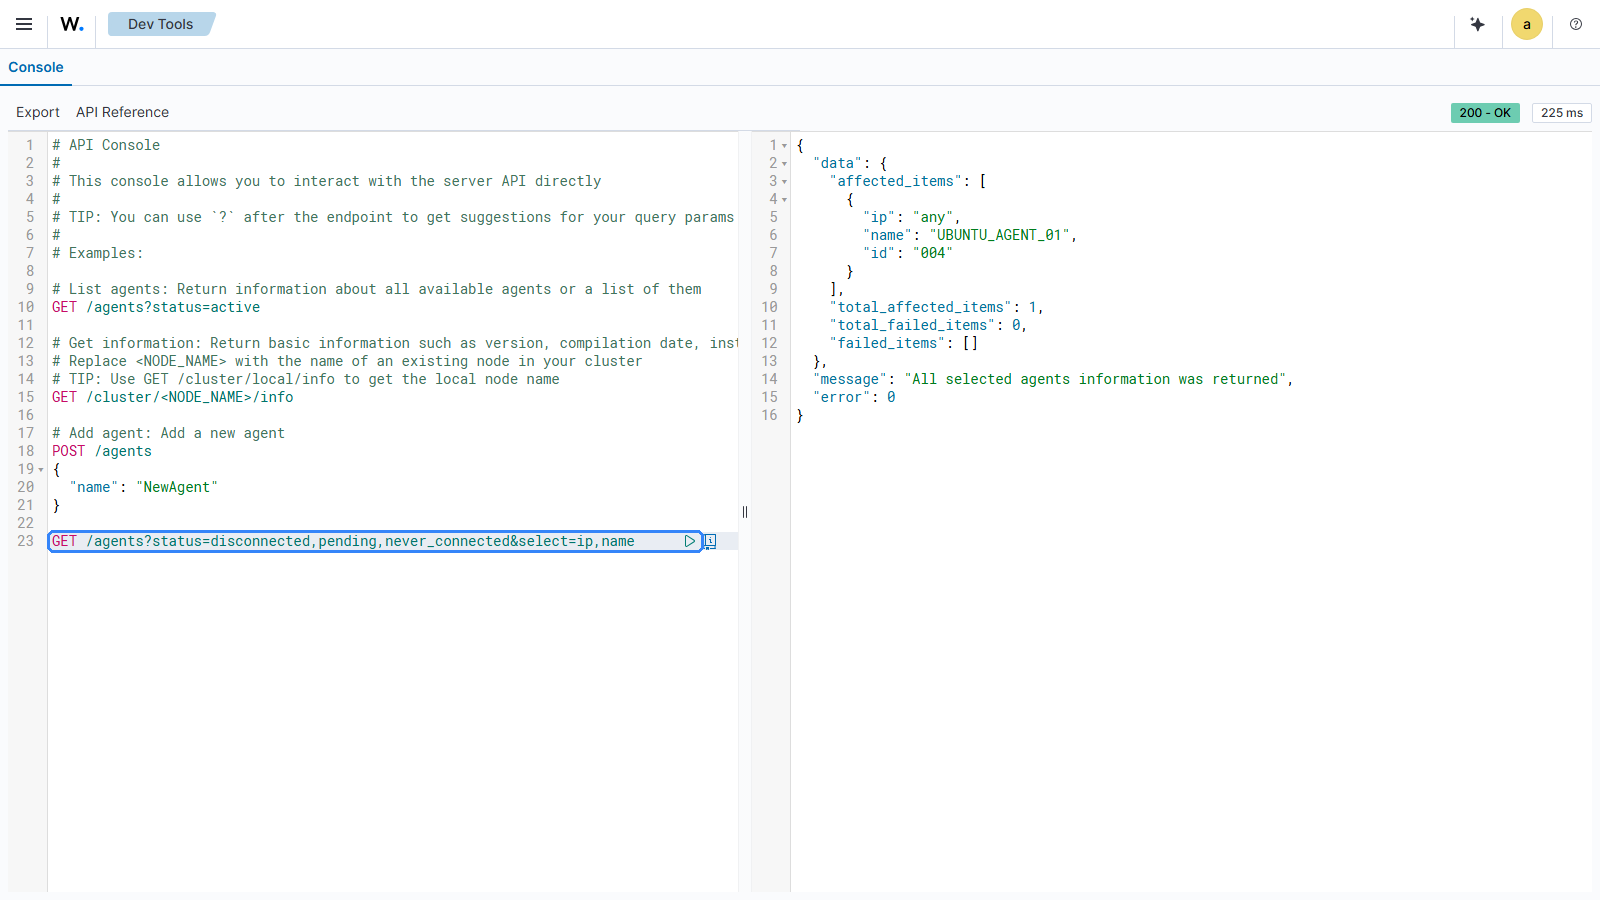 W.
Dev Tools
a
Console
Export API Reference
200 - OK 225 ms
1 # API Console
2 #
3 # This console allows you to interact with the server API directly
4 #
5 # TIP: You can use `?` after the endpoint to get suggestions for your query params
6 #
7 # Examples:
8
9 # List agents: Return information about all available agents or a list of them
10 GET /agents?status=active
11
12 # Get information: Return basic information such as version, compilation date, inst
13 # Replace <NODE_NAME> with the name of an existing node in your cluster
14 # TIP: Use GET /cluster/local/info to get the local node name
15 GET /cluster/<NODE_NAME>/info
16
17 # Add agent: Add a new agent
18 POST /agents
19 {
20 "name": "NewAgent"
21 }
22
23 GET /agents?status=disconnected,pending,never_connected&select=ip,name
1 {
2 "data": {
3 "affected_items": [
4 {
5 "ip": "any",
6 "name": "UBUNTU_AGENT_01",
7 "id": "004"
8 }
9 ],
10 "total_affected_items": 1,
11 "total_failed_items": 0,
12 "failed_items": []
13 },
14 "message": "All selected agents information was returned",
15 "error": 0
16 }